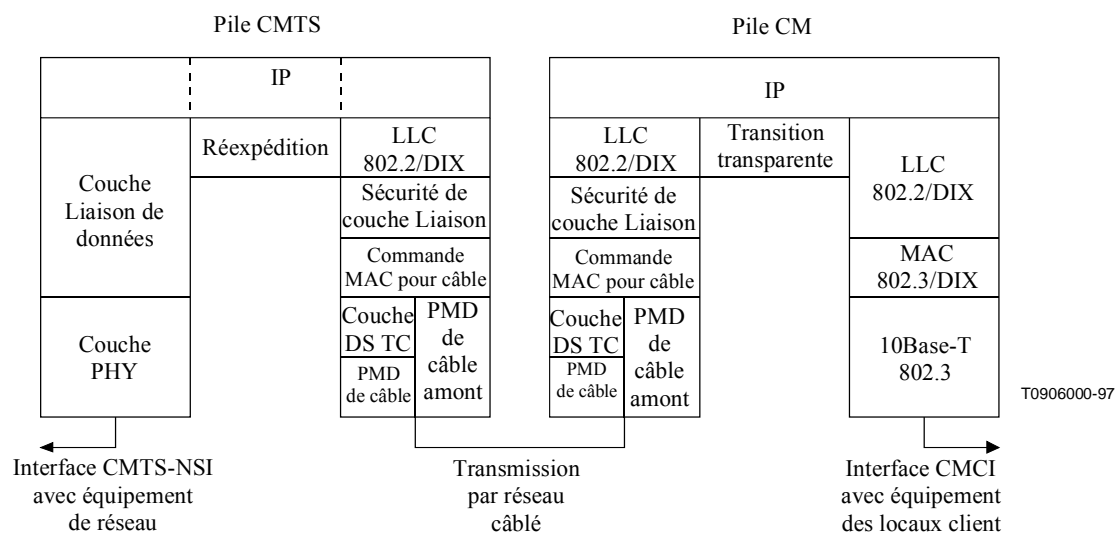 Pile CMTS
Pile CM
IP
IP
Couche
Liaison de
données
Réexpédition
LLC
802.2/DIX
Sécurité de
couche Liaison
Commande
MAC pour câble
Couche
PHY
Couche
DS TC
PMD
de câble
PMD
de
câble
amont
LLC
802.2/DIX
Transition
transparente
LLC
802.2/DIX
Sécurité de
couche Liaison
Commande
MAC pour câble
MAC
802.3/DIX
Couche
DS TC
PMD
de câble
PMD
de
câble
amont
10Base-T
802.3
T0906000-97
Interface CMTS-NSI
avec équipement
de réseau
Transmission
par réseau
câblé
Interface CMCI
avec équipement
des locaux client